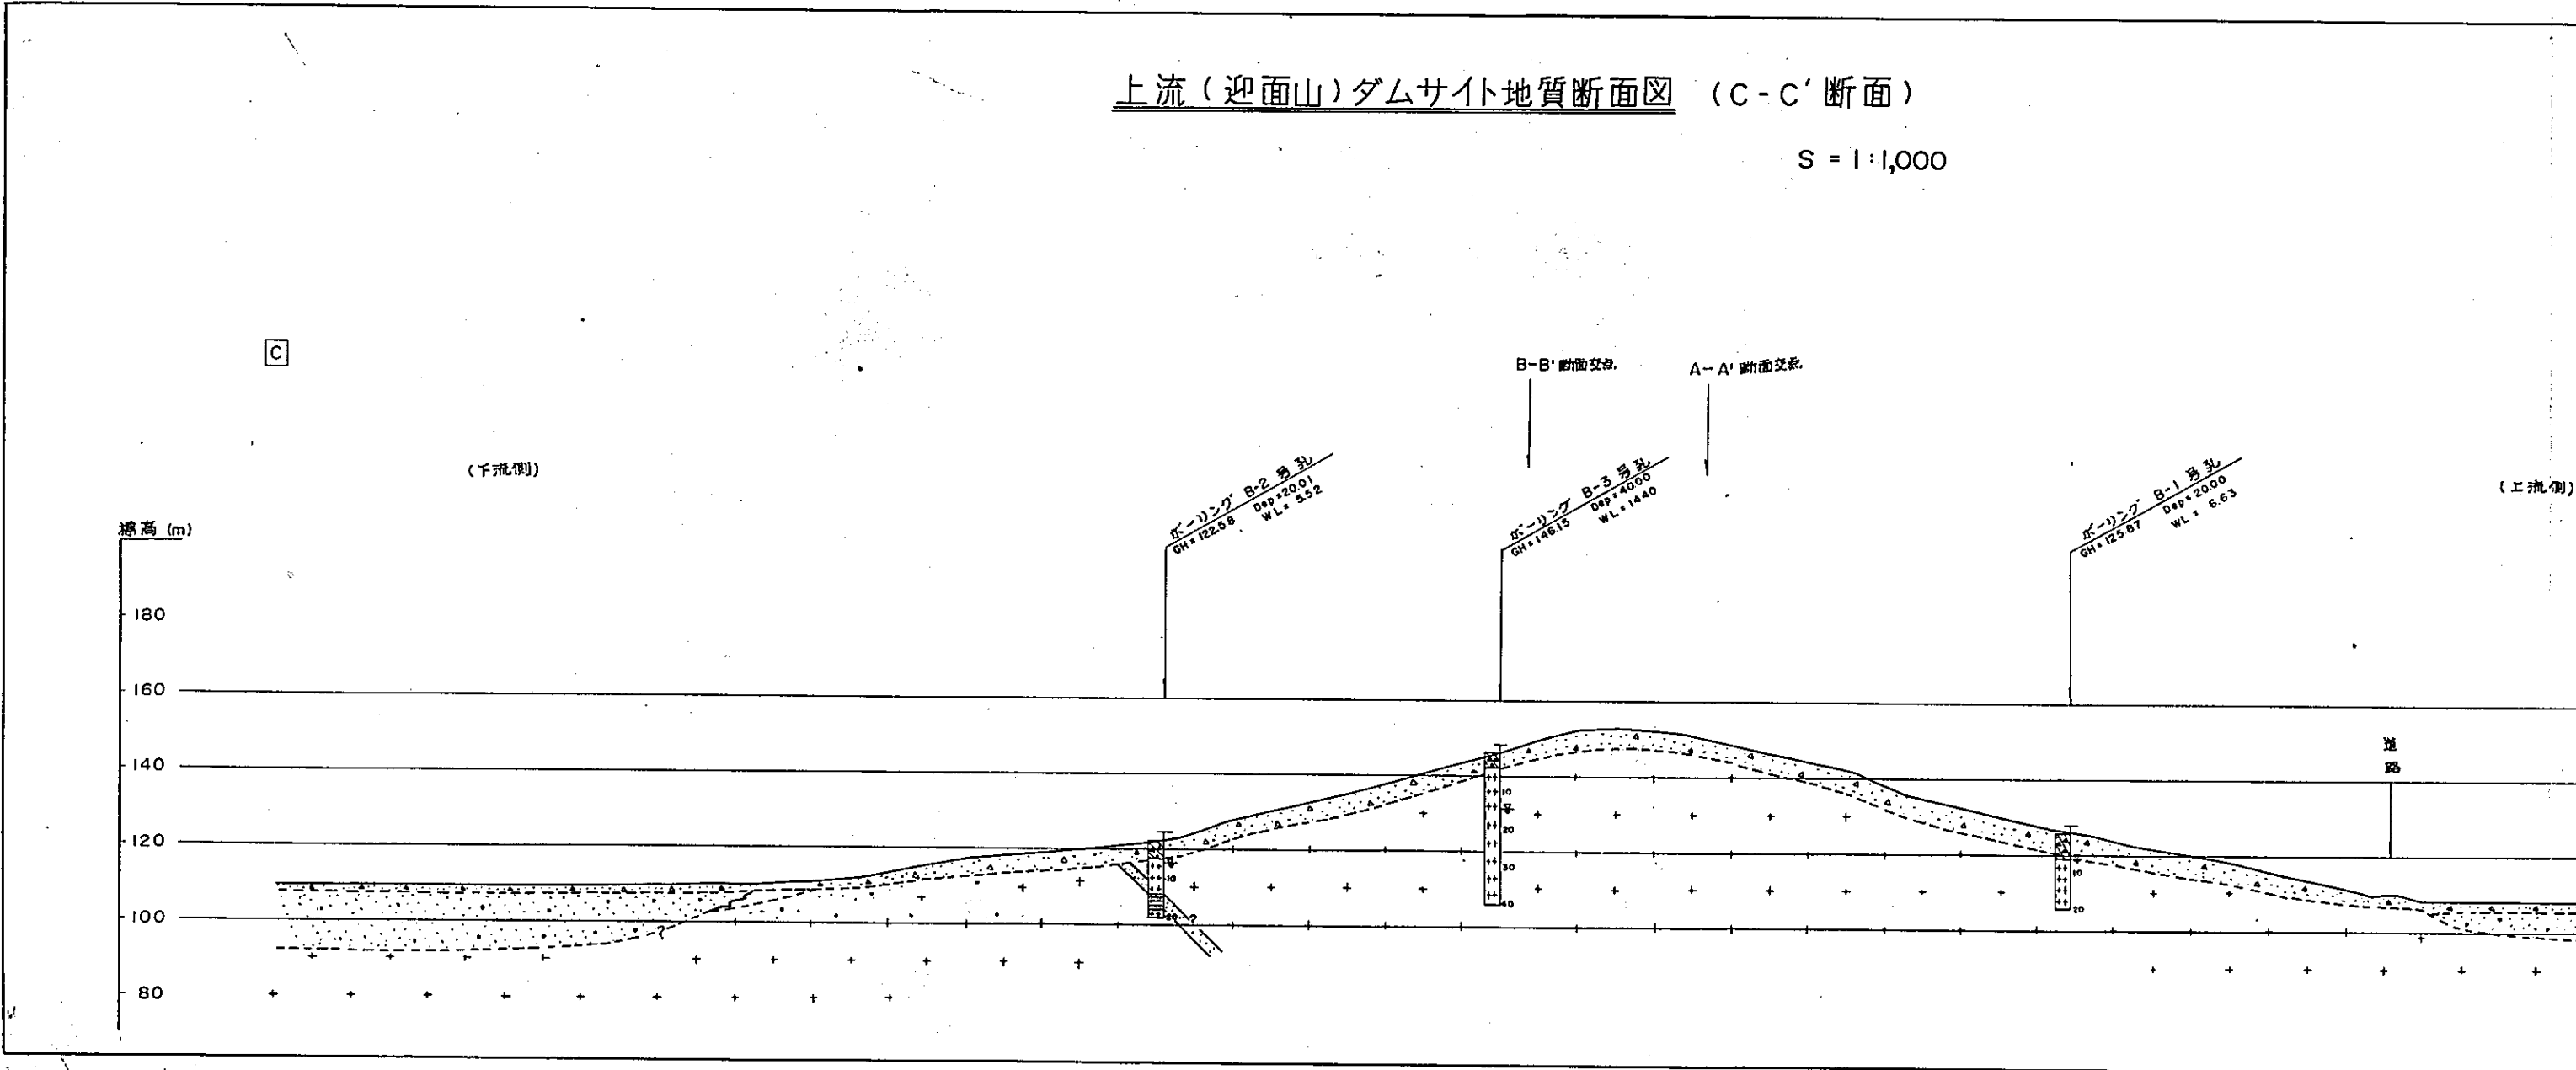 上流（迎面山）ダムサイト地質断面図 （C-C'断面）
S = 1:1,000
C
B-B'断面交点
A-A'断面交点
（下流側）
（上流側）
ボーリング B-2 号孔
GH=122.58 Dep=20.01
WL= 5.52
ボーリング B-3 号孔
GH=146.15 Dep=40.00
WL=14.40
ボーリング B-1 号孔
GH=125.87 Dep=20.00
WL= 6.63
標高 (m)
180
160
140
120
100
80
道路
10
20
?
10
20
30
40
10
20
?